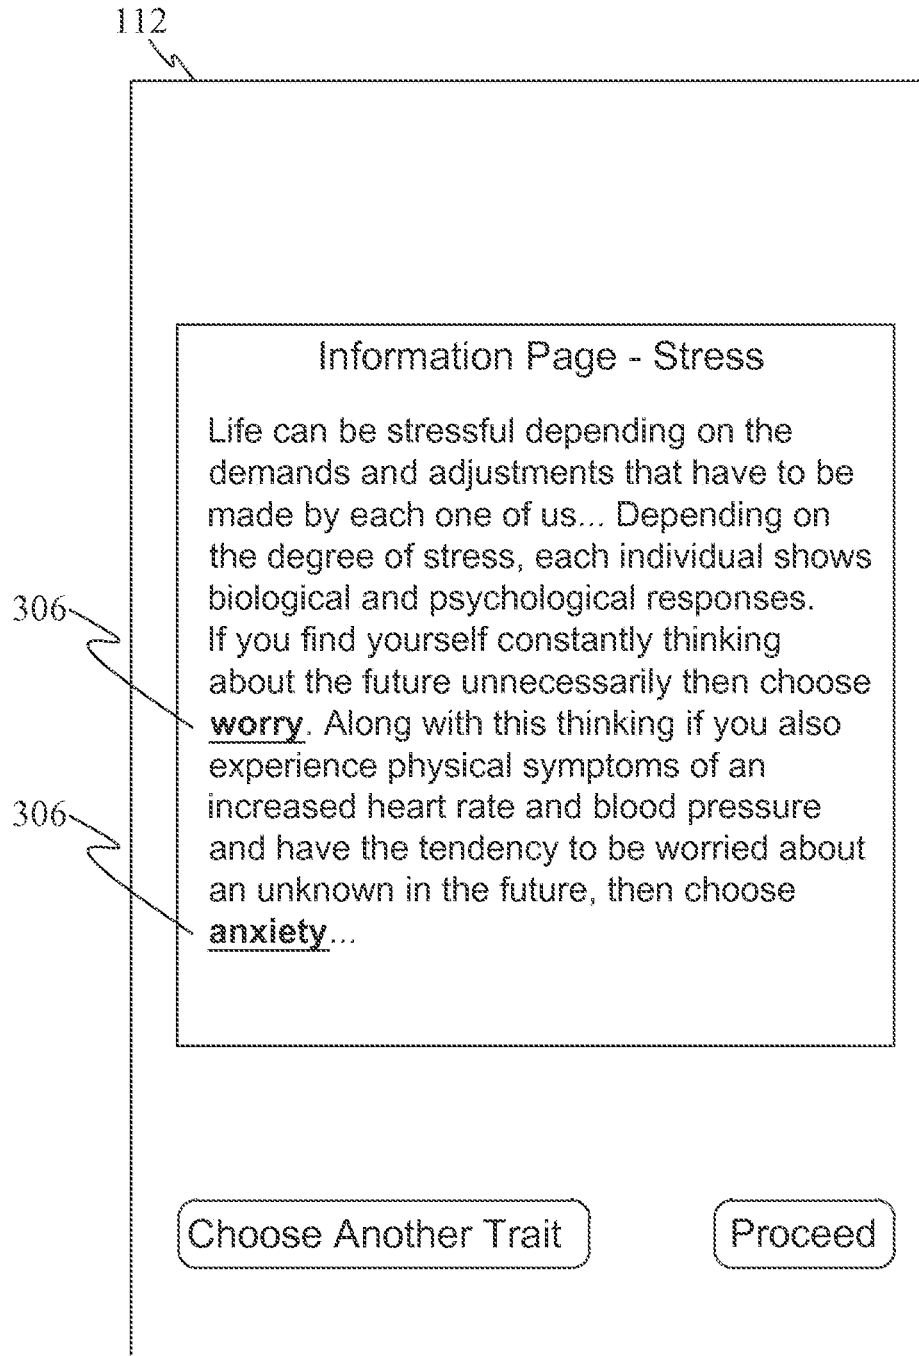 112
Information Page - Stress
Life can be stressful depending on the
demands and adjustments that have to be
made by each one of us... Depending on
the degree of stress, each individual shows
biological and psychological responses.
306
If you find yourself constantly thinking
about the future unnecessarily then choose
worry. Along with this thinking if you also
experience physical symptoms of an
306
increased heart rate and blood pressure
and have the tendency to be worried about
an unknown in the future, then choose
anxiety...
Choose Another Trait
Proceed